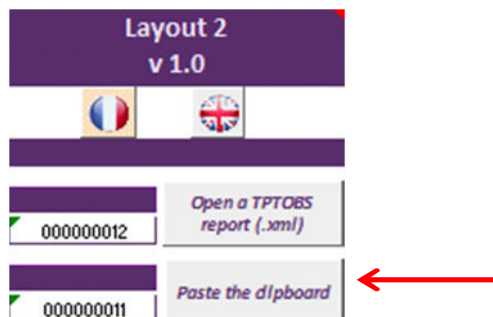 Layout 2
v 1.0
Open a TPTOBS
report (.xml)
000000012
Paste the clipboard
000000011